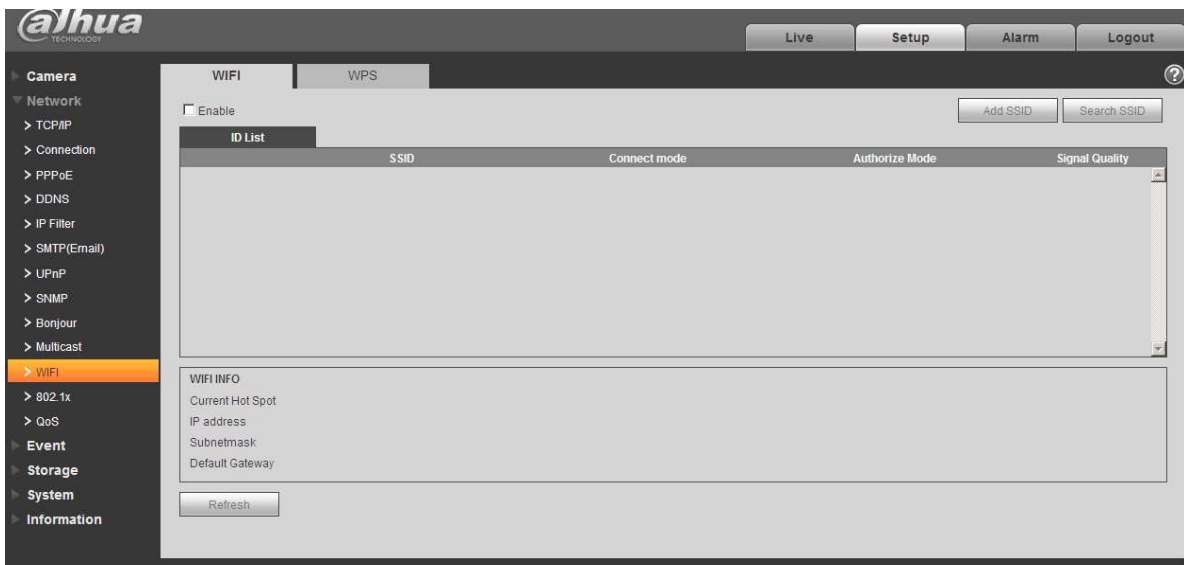 alhua
TECHNOLOGY
Live Setup Alarm Logout
Camera
Network
> TCP/IP
> Connection
> PPPoE
> DDNS
> IP Filter
> SMTP(Email)
> UPnP
> SNMP
> Bonjour
> Multicast
> WIFI
> 802.1x
> QoS
Event
Storage
System
Information
WIFI WPS
?
Enable
Add SSID Search SSID
ID List
SSID Connect mode Authorize Mode Signal Quality
WIFI INFO
Current Hot Spot
IP address
Subnetmask
Default Gateway
Refresh